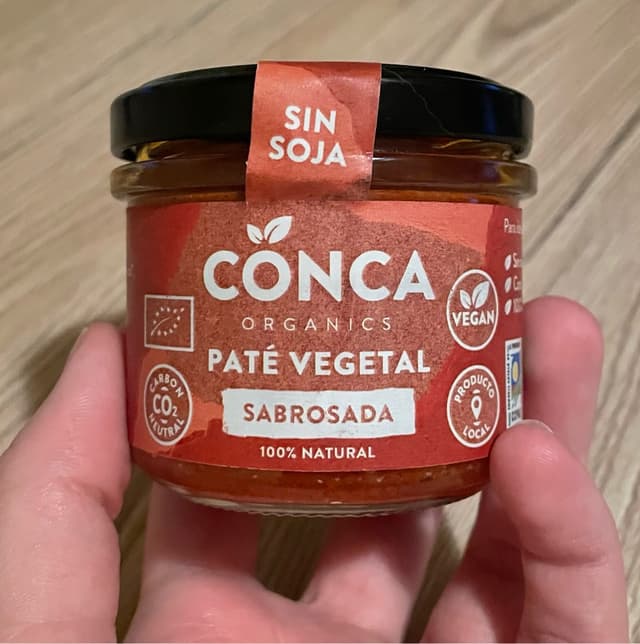 SIN
SOJA
CONCA
ORGANICS
PATÉ VEGETAL
SABROSADA
100% NATURAL
VEGAN
CARBON
CO2
NEUTRAL
PRODUCTO
LOCAL